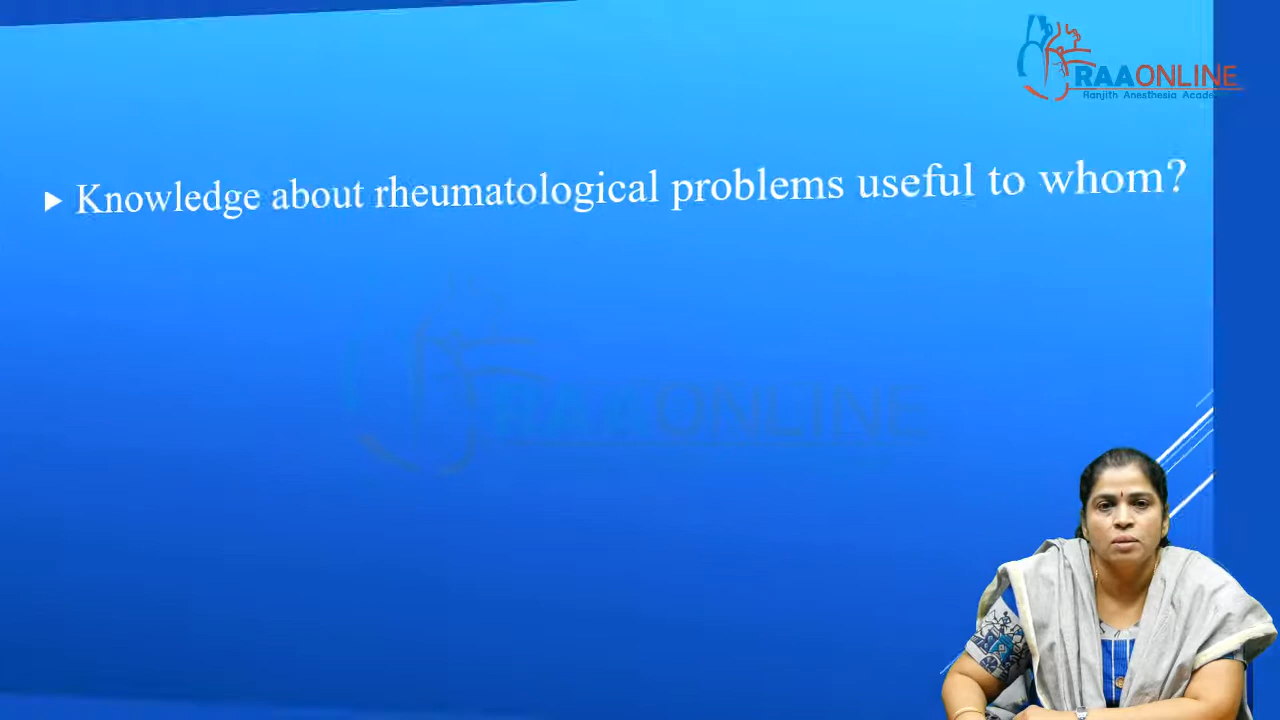 RAAONLINE
Ranjith Anesthesia Acade
Knowledge about rheumatological problems useful to whom?
RAAONLINE